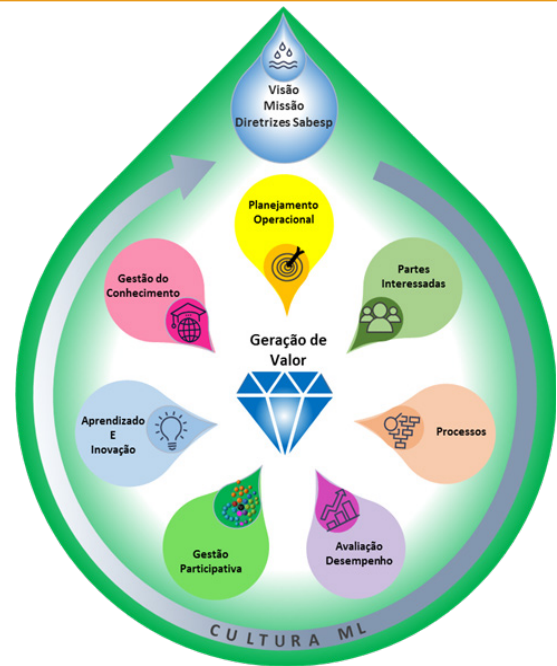 Visão
Missão
Diretrizes Sabesp
Planejamento
Operacional
Gestão do
Conhecimento
Partes
Interessadas
Geração de
Valor
Aprendizado
E
Inovação
Processos
Gestão
Participativa
Avaliação
Desempenho
CULTURA ML